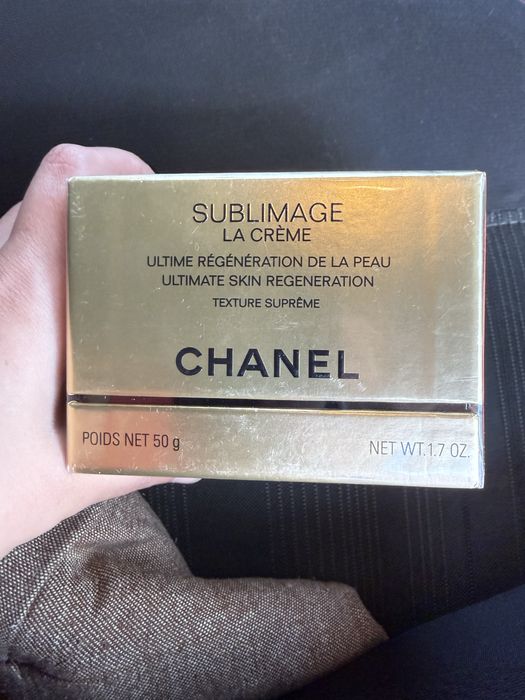 SUBLIMAGE
LA CRÈME
ULTIME RÉGÉNÉRATION DE LA PEAU
ULTIMATE SKIN REGENERATION
TEXTURE SUPRÊME
CHANEL
POIDS NET 50 g
NET WT.1.7 OZ.